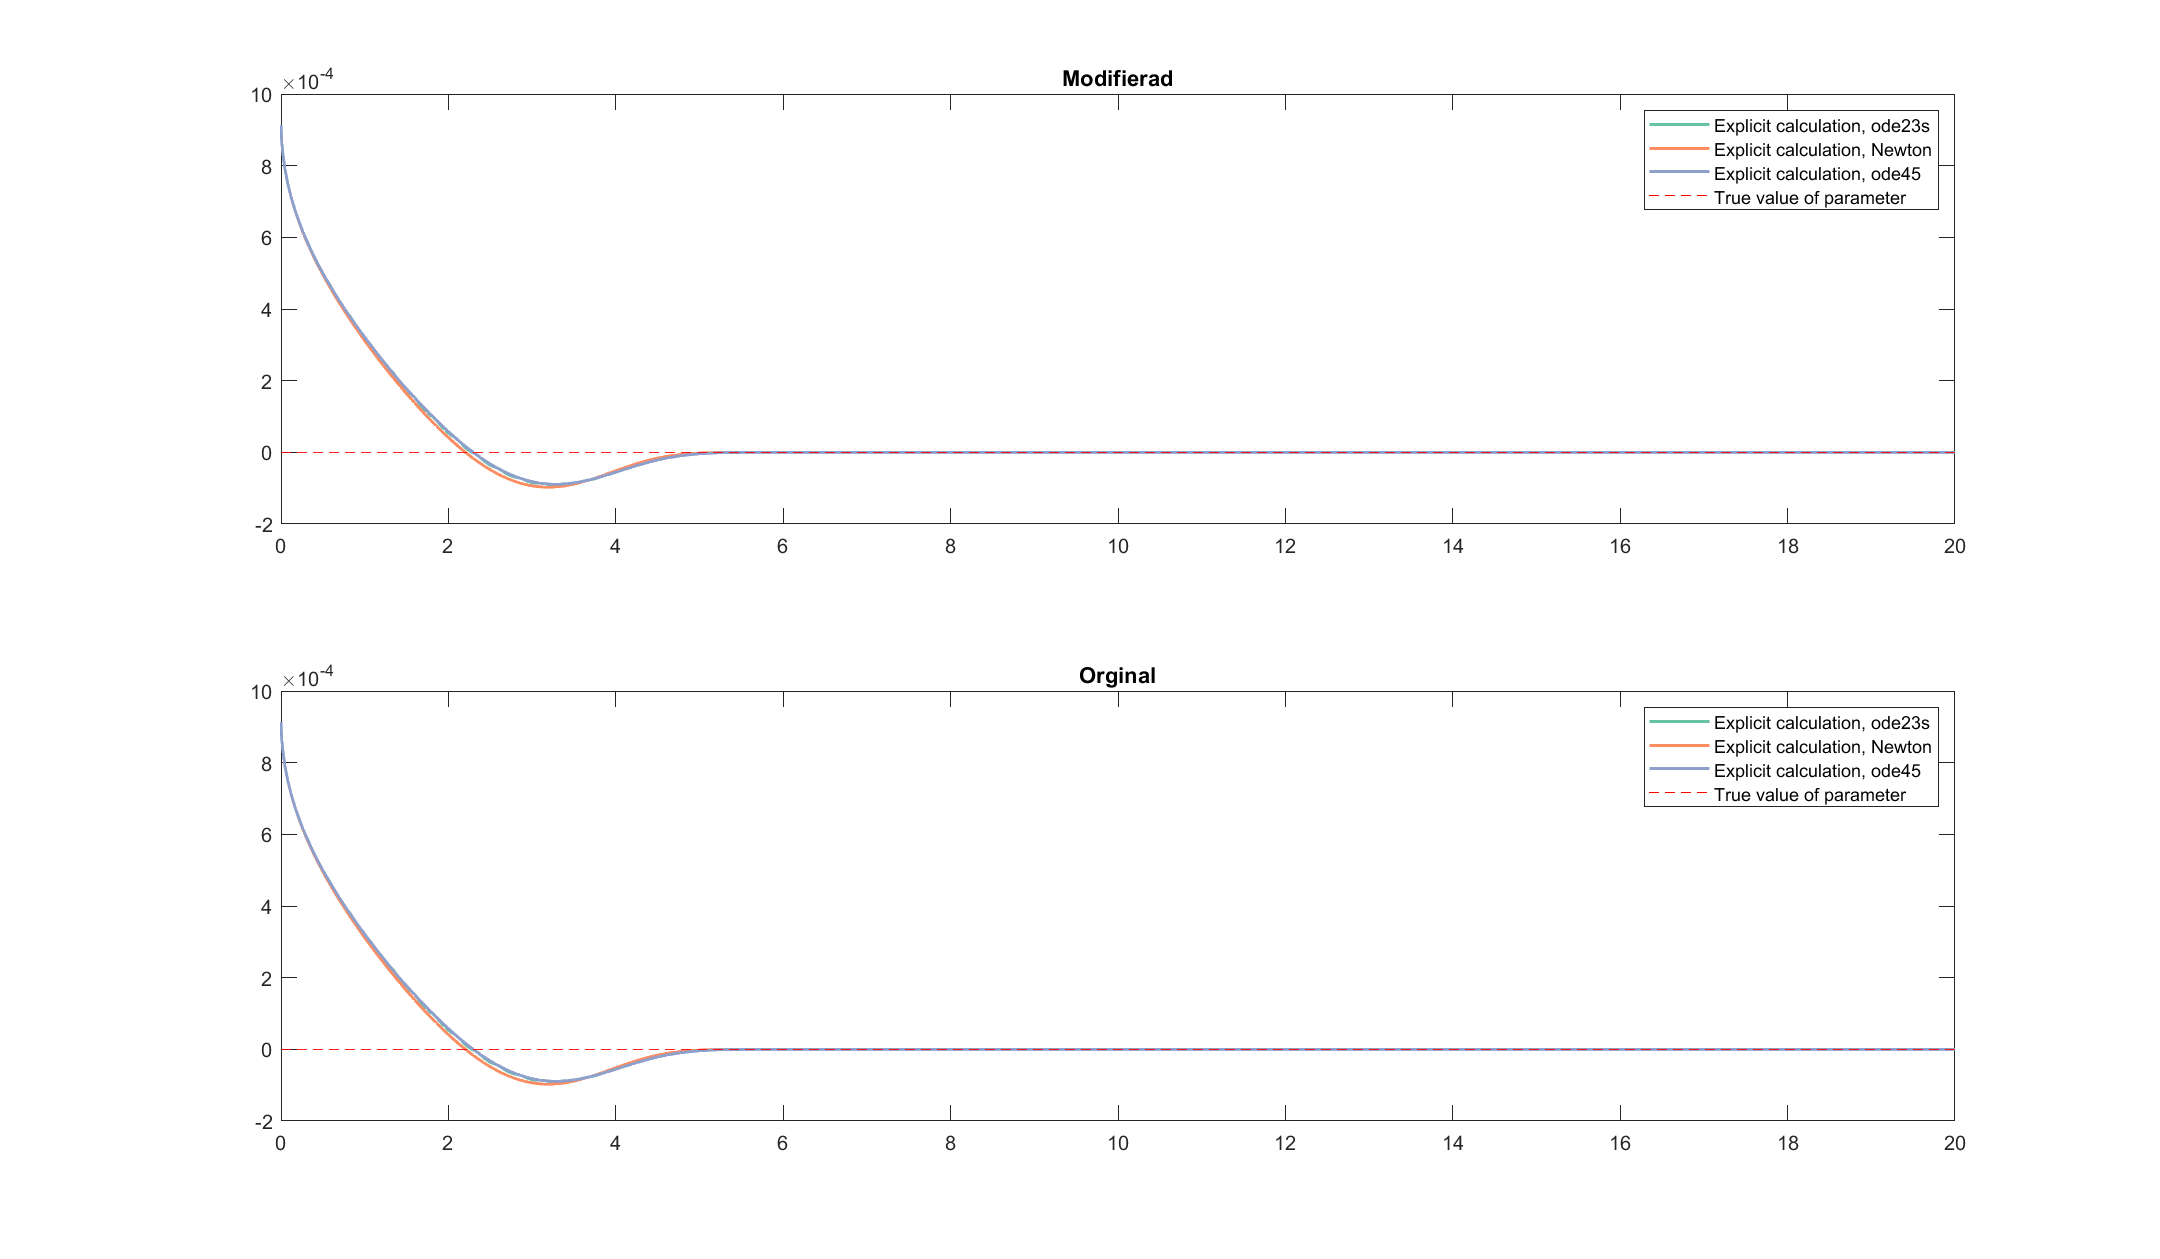 Modifierad
×10-4
10
8
6
4
2
0
-2
0 2 4 6 8 10 12 14 16 18 20
Explicit calculation, ode23s
Explicit calculation, Newton
Explicit calculation, ode45
True value of parameter
Orginal
×10-4
10
8
6
4
2
0
-2
0 2 4 6 8 10 12 14 16 18 20
Explicit calculation, ode23s
Explicit calculation, Newton
Explicit calculation, ode45
True value of parameter